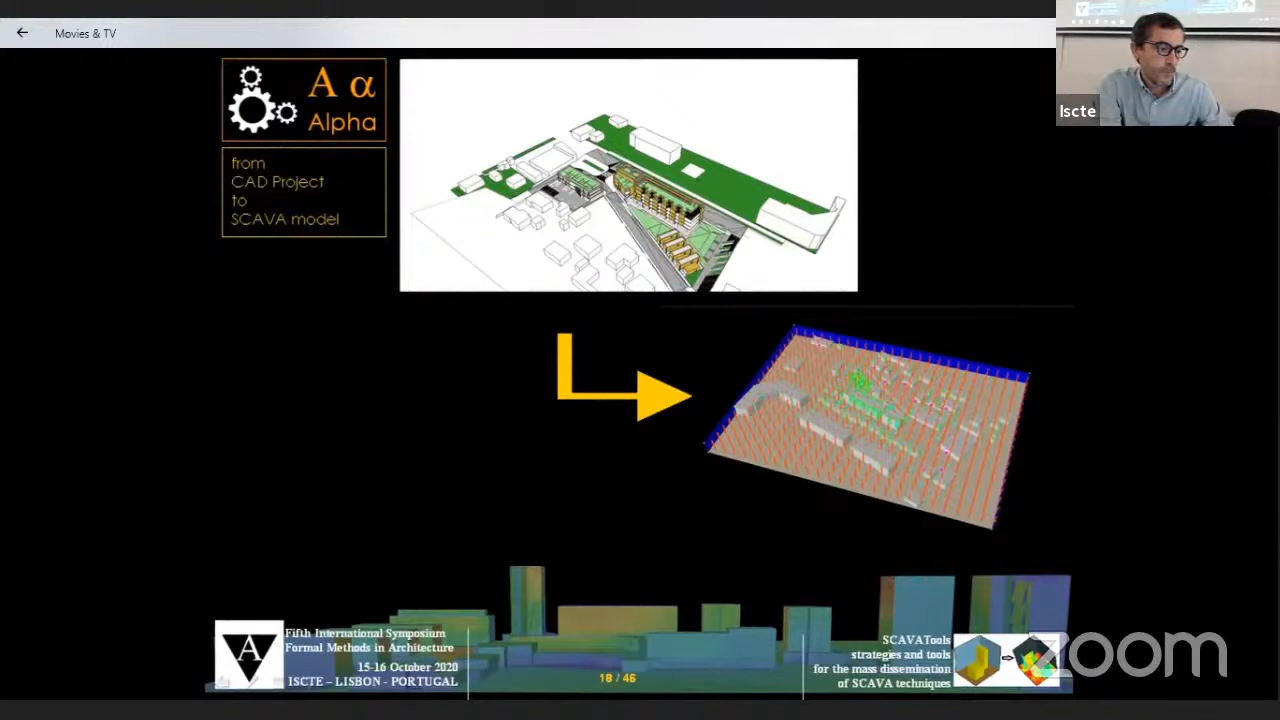 Movies & TV
Iscte
A α
Alpha
from
CAD Project
to
SCAVA model
A
Fifth International Symposium
Formal Methods in Architecture
15-16 October 2020
ISCTE – LISBON - PORTUGAL
18 / 46
SCAVATools
strategies and tools
for the mass dissemination
of SCAVA techniques
zoom